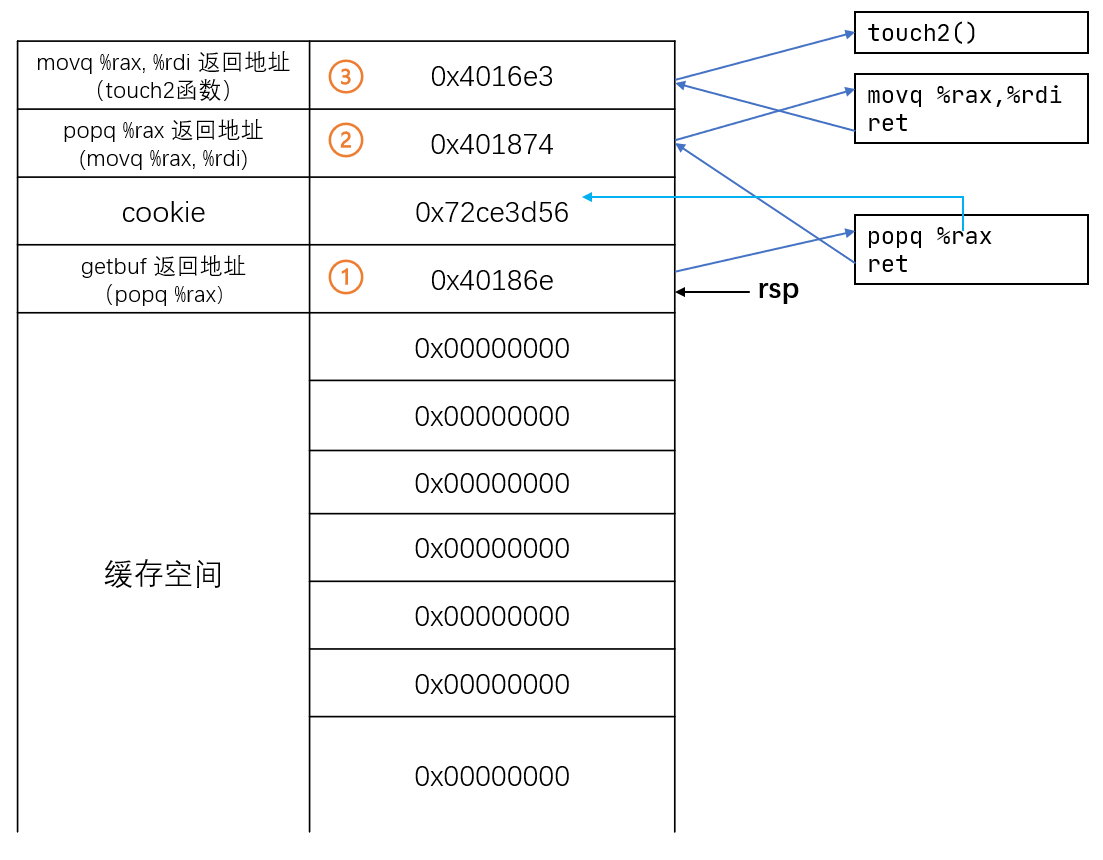 movq %rax, %rdi 返回地址
（touch2函数）
③
0x4016e3
popq %rax 返回地址
(movq %rax, %rdi)
②
0x401874
cookie
0x72ce3d56
getbuf 返回地址
（popq %rax）
①
0x40186e
缓存空间
0x00000000
0x00000000
0x00000000
0x00000000
0x00000000
0x00000000
0x00000000
touch2()
movq %rax,%rdi
ret
popq %rax
ret
rsp